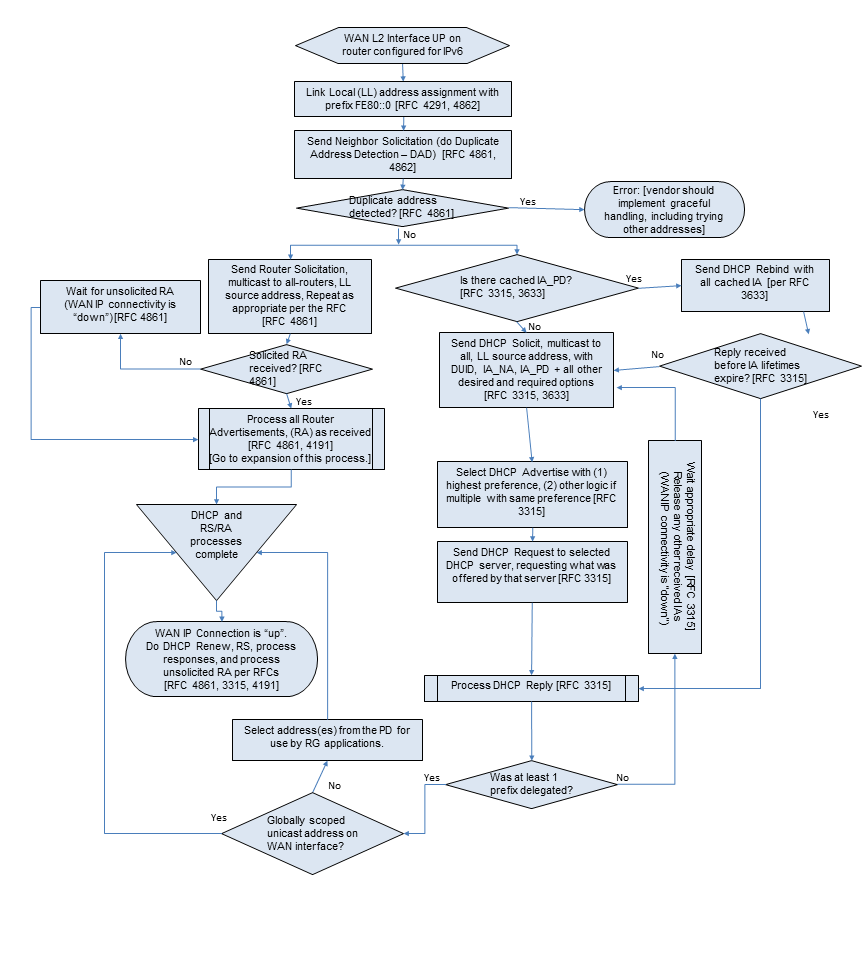 WAN L2 Interface UP on
router configured for IPv6
Link Local (LL) address assignment with
prefix FE80::0 [RFC 4291, 4862]
Send Neighbor Solicitation (do Duplicate
Address Detection – DAD) [RFC 4861,
4862]
Duplicate address
detected? [RFC 4861]
Yes
Error: [vendor should
implement graceful
handling, including trying
other addresses]
No
Send Router Solicitation,
multicast to all-routers, LL
source address, Repeat as
appropriate per the RFC
[RFC 4861]
Wait for unsolicited RA
(WAN IP connectivity is
“down”) [RFC 4861]
Is there cached IA_PD?
[RFC 3315, 3633]
Yes
Send DHCP Rebind with
all cached IA [per RFC
3633]
No
Solicited RA
received? [RFC
4861]
No
Yes
Send DHCP Solicit, multicast to
all, LL source address, with
DUID, IA_NA, IA_PD + all other
desired and required options
[RFC 3315, 3633]
No
Reply received
before IA lifetimes
expire? [RFC 3315]
Yes
Process all Router
Advertisements, (RA) as received
[RFC 4861, 4191]
[Go to expansion of this process.]
Select DHCP Advertise with (1)
highest preference, (2) other logic if
multiple with same preference [RFC
3315]
Wait appropriate delay [RFC 3315]
Release any other received IAs
(WANIP connectivity is "down")
DHCP and
RS/RA
processes
complete
Send DHCP Request to selected
DHCP server, requesting what was
offered by that server [RFC 3315]
WAN IP Connection is “up”.
Do DHCP Renew, RS, process
responses, and process
unsolicited RA per RFCs
[RFC 4861, 3315, 4191]
Process DHCP Reply [RFC 3315]
Select address(es) from the PD for
use by RG applications.
Was at least 1
prefix delegated?
Yes
No
No
Yes
Globally scoped
unicast address on
WAN interface?